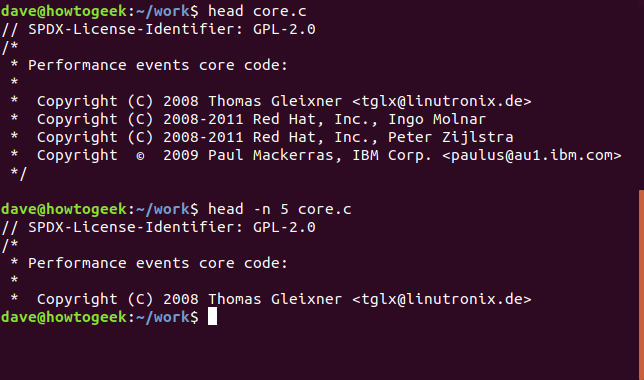 dave@howtogeek:~/work$ head core.c
// SPDX-License-Identifier: GPL-2.0
/*
 * Performance events core code:
 *
 *  Copyright (C) 2008 Thomas Gleixner <tglx@linutronix.de>
 *  Copyright (C) 2008-2011 Red Hat, Inc., Ingo Molnar
 *  Copyright (C) 2008-2011 Red Hat, Inc., Peter Zijlstra
 *  Copyright  ©  2009 Paul Mackerras, IBM Corp. <paulus@au1.ibm.com>
 */

dave@howtogeek:~/work$ head -n 5 core.c
// SPDX-License-Identifier: GPL-2.0
/*
 * Performance events core code:
 *
 *  Copyright (C) 2008 Thomas Gleixner <tglx@linutronix.de>
dave@howtogeek:~/work$